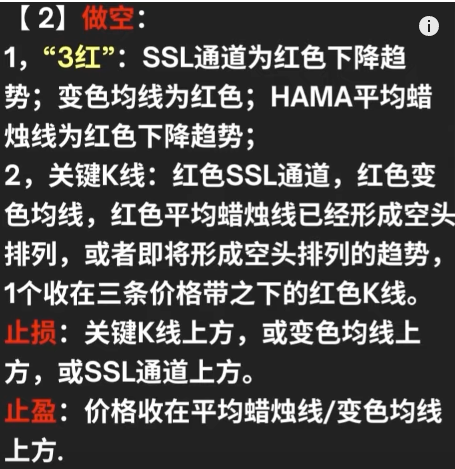 【 2】做空：
1，“3红”：SSL通道为红色下降趋
势；变色均线为红色；HAMA平均蜡
烛线为红色下降趋势；
2，关键K线：红色SSL通道，红色变
色均线，红色平均蜡烛线已经形成空头
排列，或者即将形成空头排列的趋势，
1个收在三条价格带之下的红色K线。
止损：关键K线上方，或变色均线上
方，或SSL通道上方。
止盈：价格收在平均蜡烛线/变色均线
上方.